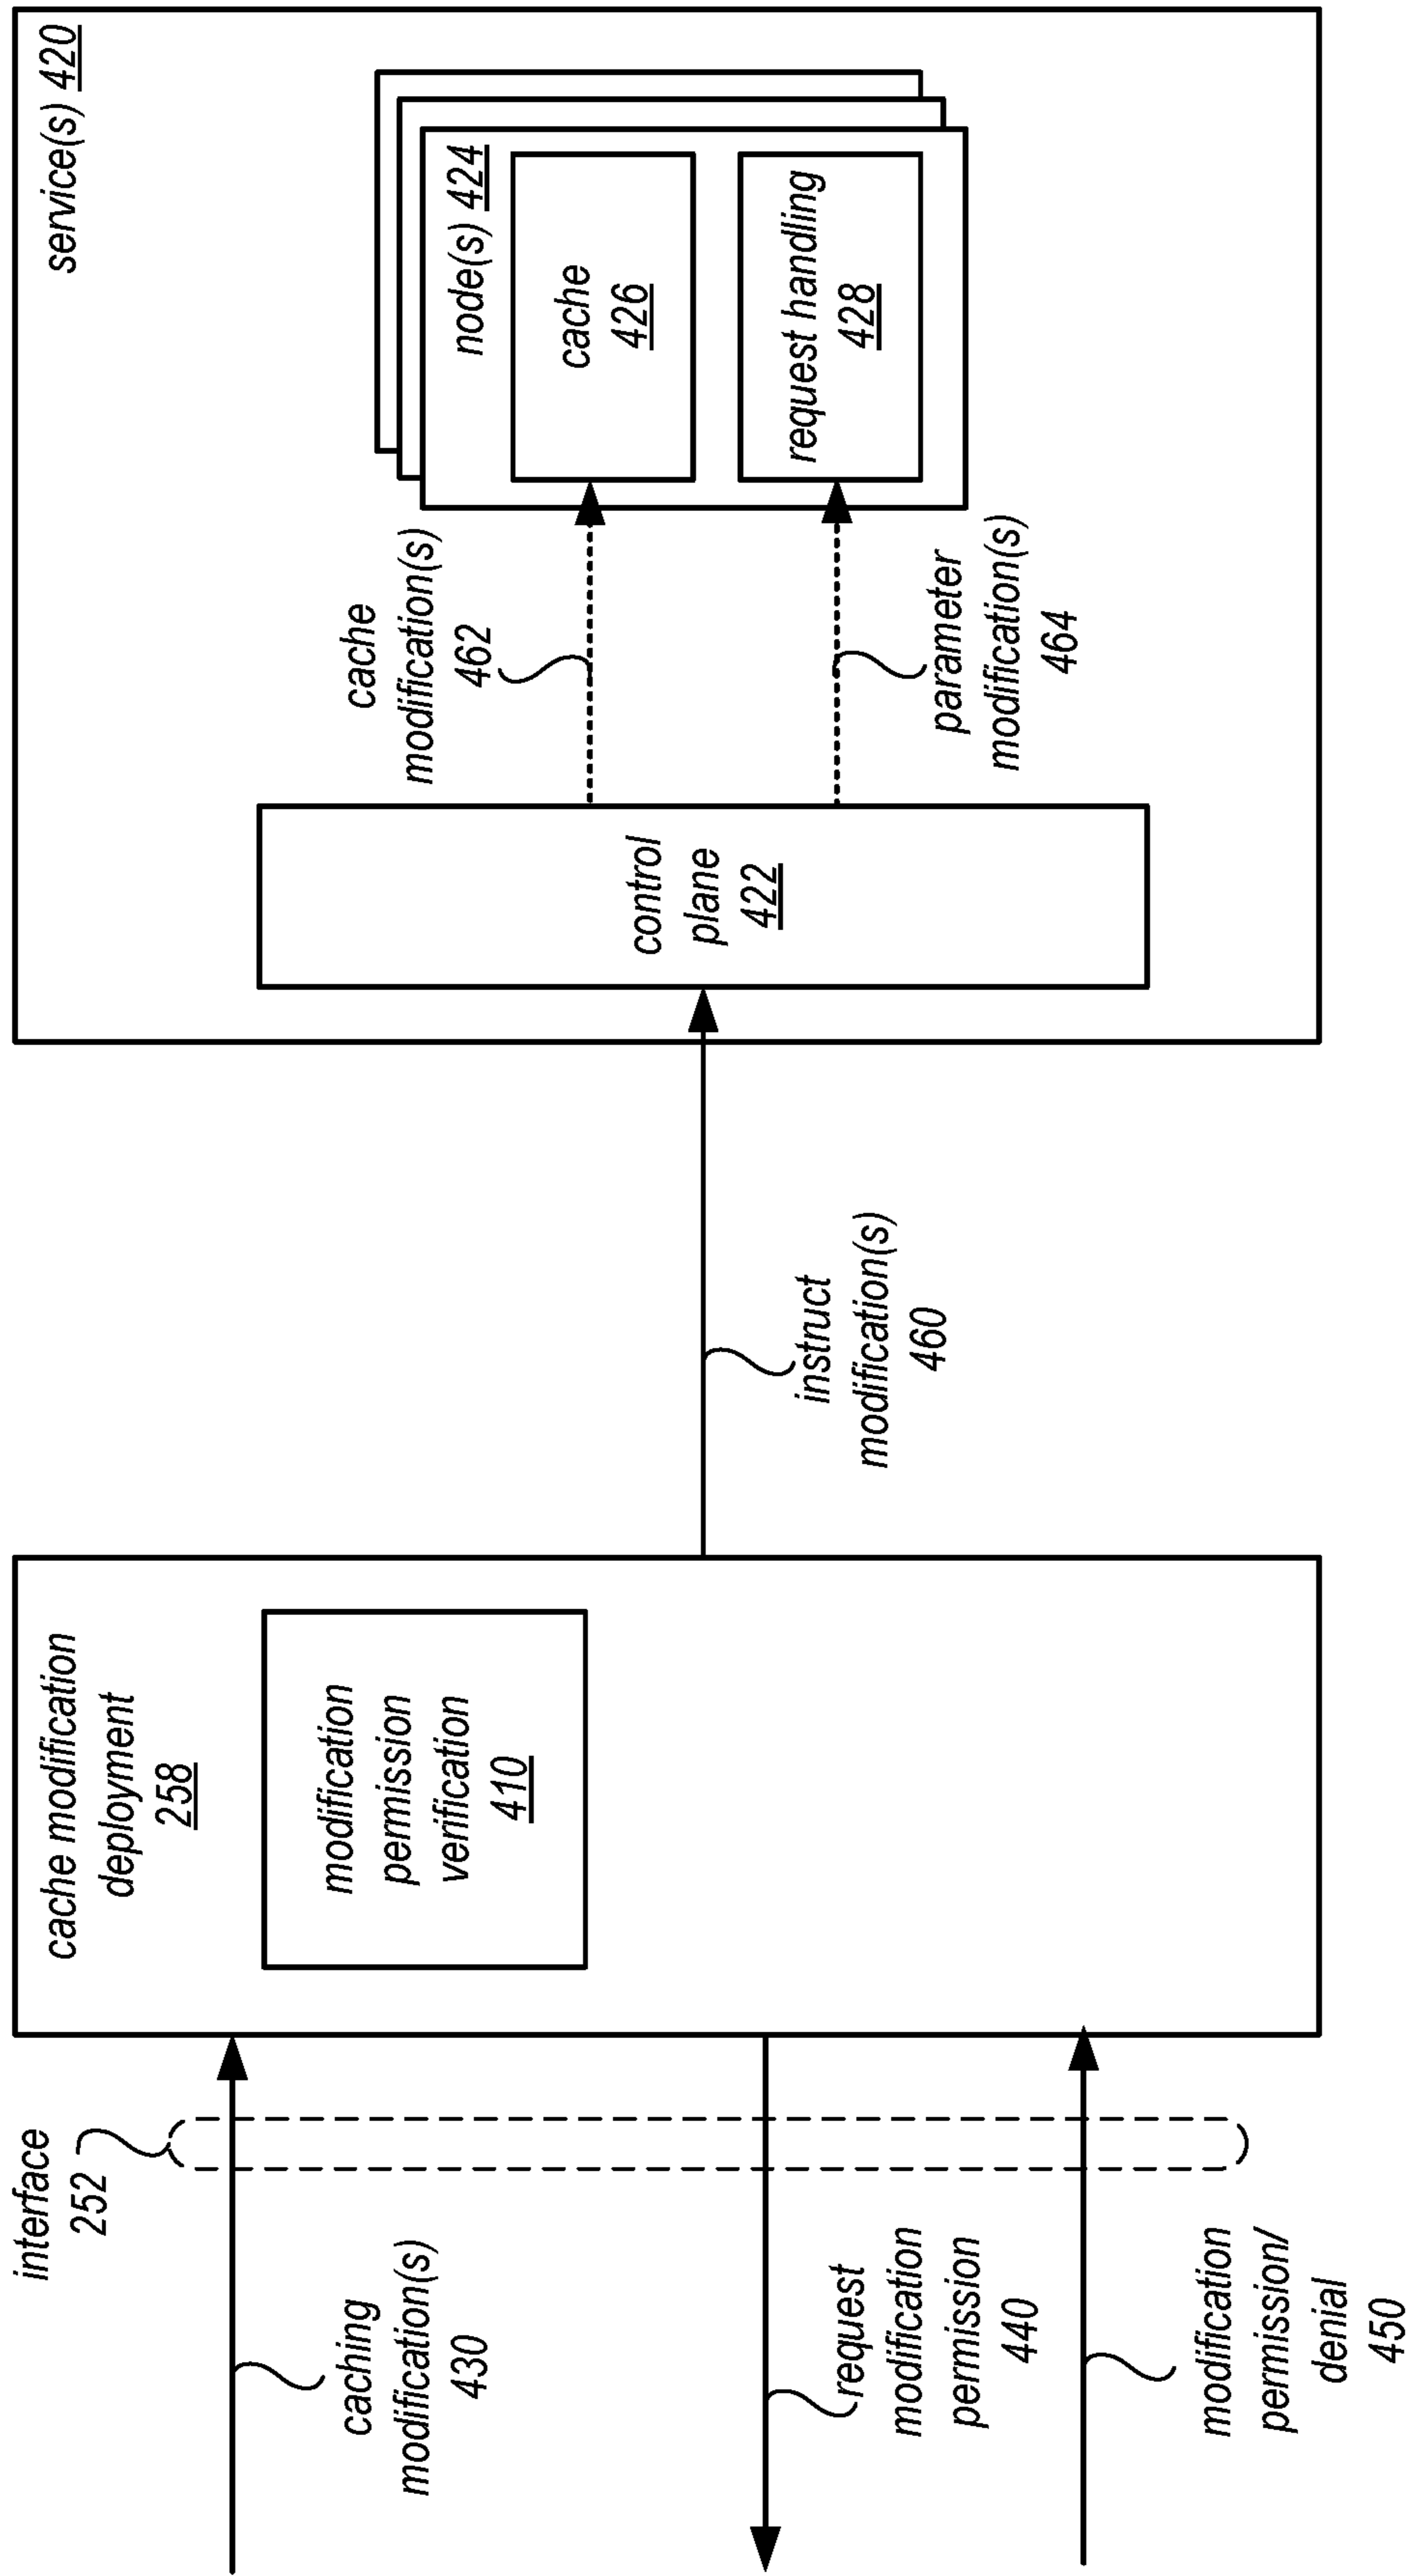 interface
252
caching
modification(s)
430
request
modification
permission
440
modification
permission/
denial
450
cache modification
deployment
258
modification
permission
verification
410
instruct
modification(s)
460
service(s) 420
control
plane
422
cache
modification(s)
462
parameter
modification(s)
464
node(s) 424
cache
426
request handling
428